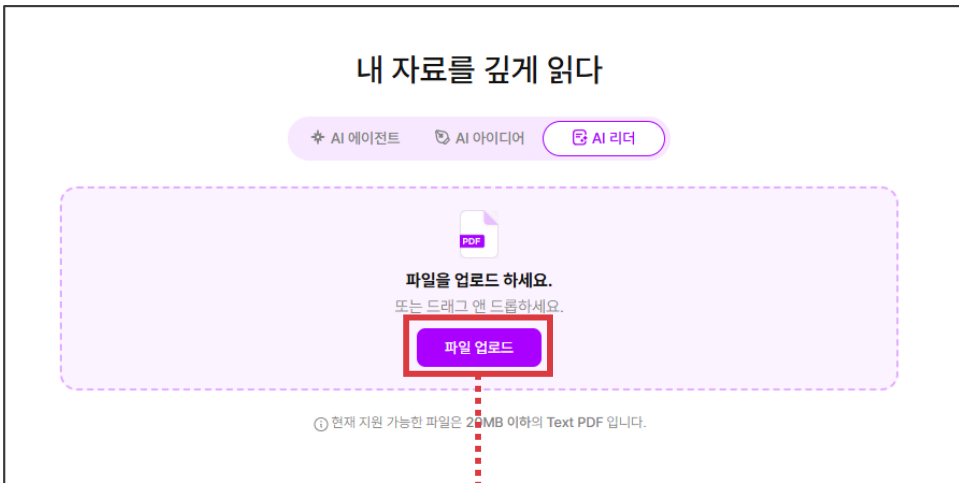 내 자료를 깊게 읽다
AI 에이전트 AI 아이디어 AI 리더
PDF
파일을 업로드 하세요.
또는 드래그 앤 드롭하세요.
파일 업로드
현재 지원 가능한 파일은 20MB 이하의 Text PDF 입니다.